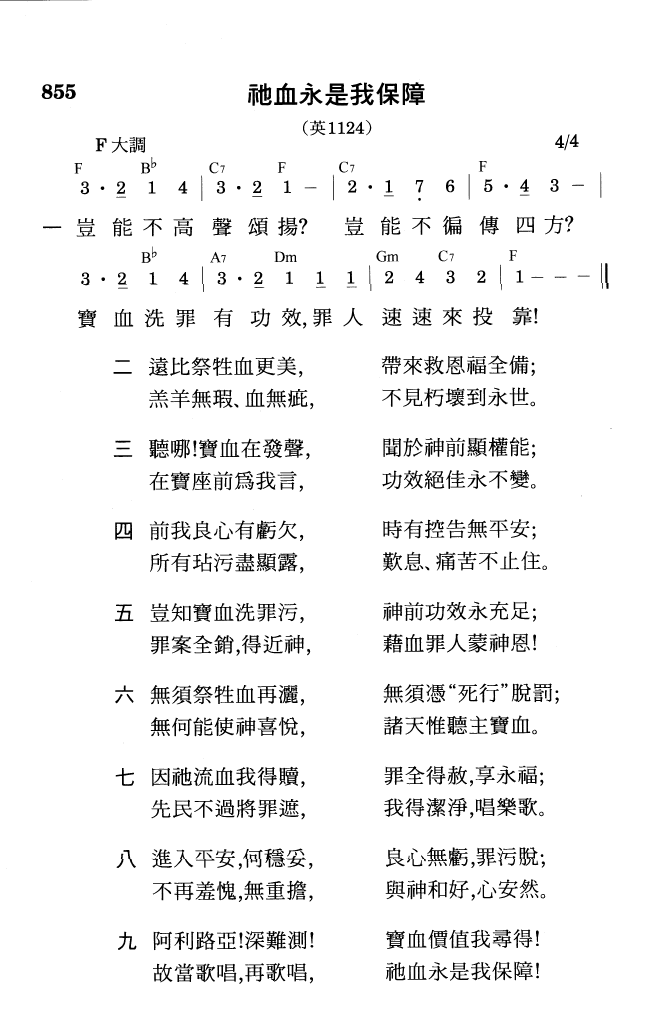 855 祂血永是我保障
（英1124）
F 大調 4/4
F B♭ C7 F C7 F
3 · 2 1 4 | 3 · 2 1 – | 2 · 1 7 6 | 5 · 4 3 – |
一 豈能不高聲頌揚? 豈能不徧傳四方?
B♭ A7 Dm Gm C7 F
3 · 2 1 4 | 3 · 2 1 1 1 | 2 4 3 2 | 1 – – – ‖
寶血洗罪有功效,罪人速速來投靠!
二 遠比祭牲血更美, 帶來救恩福全備;
羔羊無瑕、血無疵, 不見朽壞到永世。
三 聽哪!寶血在發聲, 聞於神前顯權能;
在寶座前爲我言, 功效絕佳永不變。
四 前我良心有虧欠, 時有控告無平安;
所有玷污盡顯露, 歎息、痛苦不止住。
五 豈知寶血洗罪污, 神前功效永充足;
罪案全銷,得近神, 藉血罪人蒙神恩!
六 無須祭牲血再灑, 無須憑“死行”脫罰;
無何能使神喜悅, 諸天惟聽主寶血。
七 因祂流血我得贖, 罪全得赦,享永福;
先民不過將罪遮, 我得潔淨,唱樂歌。
八 進入平安,何穩妥, 良心無虧,罪污脫;
不再羞愧,無重擔, 與神和好,心安然。
九 阿利路亞!深難測! 寶血價值我尋得!
故當歌唱,再歌唱, 祂血永是我保障!